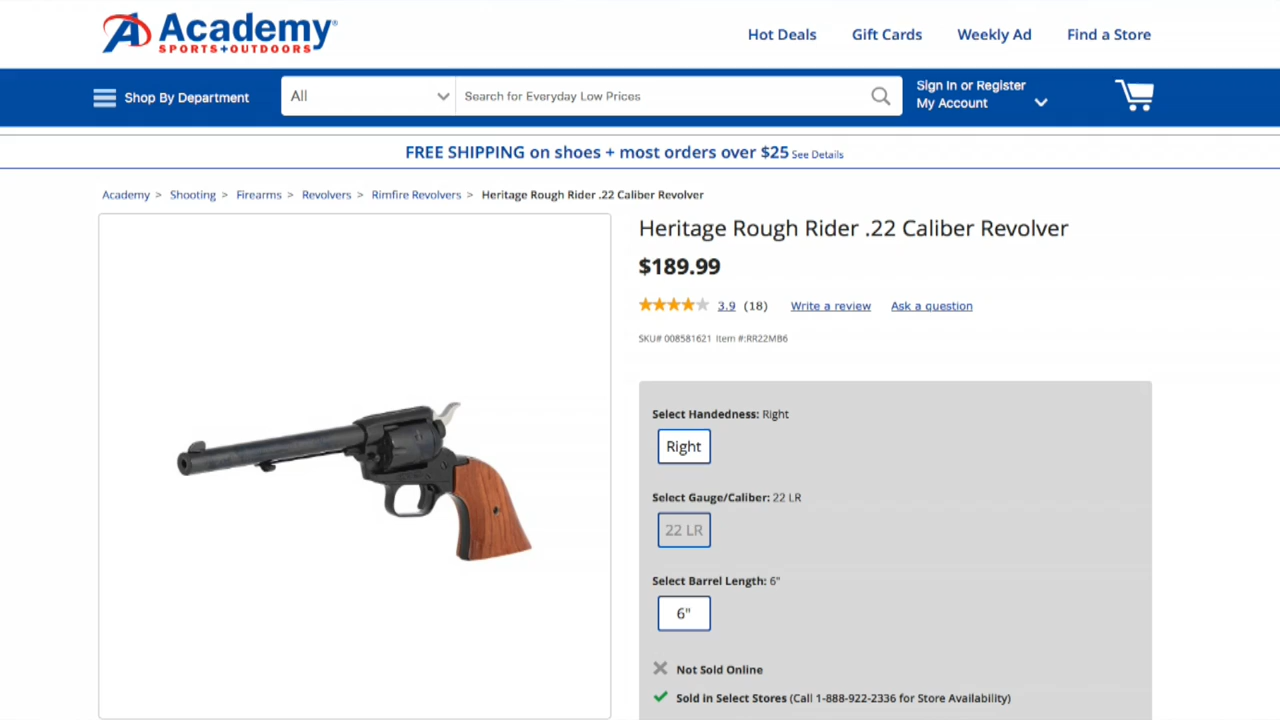 Academy®
SPORTS+OUTDOORS
Hot Deals Gift Cards Weekly Ad Find a Store
Shop By Department All Search for Everyday Low Prices Sign In or Register
My Account
FREE SHIPPING on shoes + most orders over $25 See Details
Academy > Shooting > Firearms > Revolvers > Rimfire Revolvers > Heritage Rough Rider .22 Caliber Revolver
Heritage Rough Rider .22 Caliber Revolver
$189.99
3.9 (18) Write a review Ask a question
SKU# 008581621 Item #:RR22MB6
Select Handedness: Right
Right
Select Gauge/Caliber: 22 LR
22 LR
Select Barrel Length: 6"
6"
Not Sold Online
Sold in Select Stores (Call 1-888-922-2336 for Store Availability)